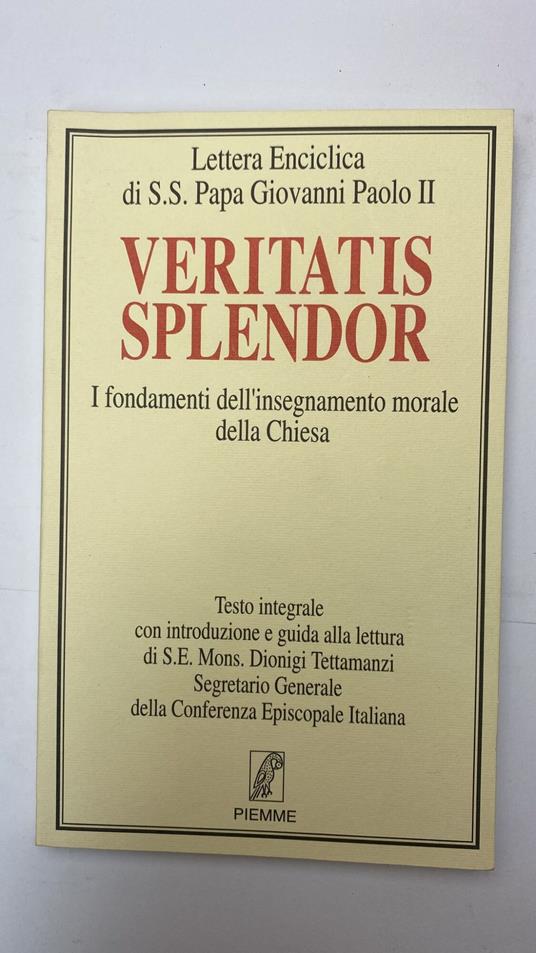 Lettera Enciclica
di S.S. Papa Giovanni Paolo II
VERITATIS
SPLENDOR
I fondamenti dell'insegnamento morale
della Chiesa
Testo integrale
con introduzione e guida alla lettura
di S.E. Mons. Dionigi Tettamanzi
Segretario Generale
della Conferenza Episcopale Italiana
PIEMME